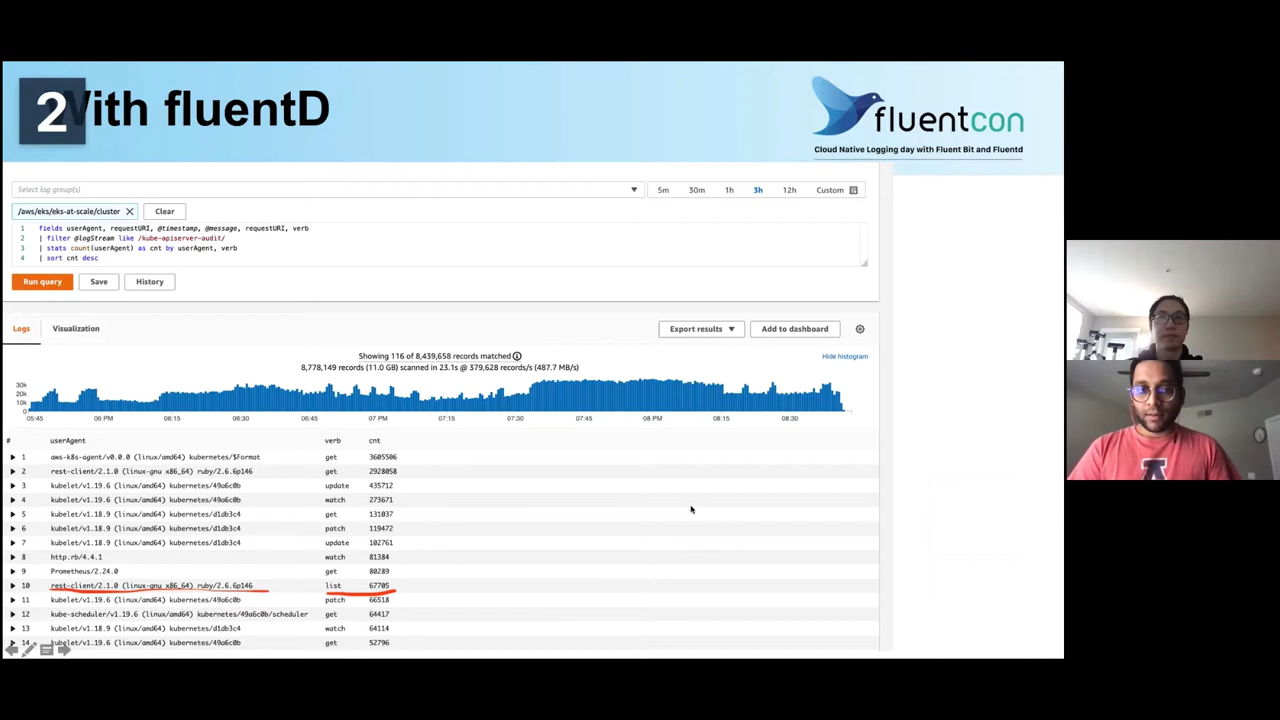 2
With fluentD
fluentcon
Cloud Native Logging day with Fluent Bit and Fluentd
Select log group(s)
5m 30m 1h 3h 12h Custom
/aws/eks/eks-at-scale/cluster Clear
1 fields userAgent, requestURI, @timestamp, @message, requestURI, verb
2 | filter @logStream like /kube-apiserver-audit/
3 | stats count(userAgent) as cnt by userAgent, verb
4 | sort cnt desc
Run query Save History
Logs Visualization Export results Add to dashboard
Showing 116 of 8,439,658 records matched
Hide histogram
8,778,149 records (11.0 GB) scanned in 23.1s @ 379,628 records/s (487.7 MB/s)
30k
20k
10k
0
05:45 06 PM 06:15 06:30 06:45 07 PM 07:15 07:30 07:45 08 PM 08:15 08:30
# userAgent verb cnt
1 aws-k8s-agent/v0.0.0 (linux/amd64) kubernetes/$Format get 3605506
2 rest-client/2.1.0 (linux-gnu x86_64) ruby/2.6.6p146 get 2928058
3 kubelet/v1.19.6 (linux/amd64) kubernetes/49a6c0b update 435712
4 kubelet/v1.19.6 (linux/amd64) kubernetes/49a6c0b watch 273671
5 kubelet/v1.18.9 (linux/amd64) kubernetes/d1db3c4 get 131037
6 kubelet/v1.18.9 (linux/amd64) kubernetes/d1db3c4 patch 119472
7 kubelet/v1.18.9 (linux/amd64) kubernetes/d1db3c4 update 102761
8 http.rb/4.4.1 watch 81384
9 Prometheus/2.24.0 get 80289
10 rest-client/2.1.0 (linux-gnu x86_64) ruby/2.6.6p146 list 67705
11 kubelet/v1.19.6 (linux/amd64) kubernetes/49a6c0b patch 66518
12 kube-scheduler/v1.19.6 (linux/amd64) kubernetes/49a6c0b/scheduler get 64417
13 kubelet/v1.18.9 (linux/amd64) kubernetes/d1db3c4 watch 64114
14 kubelet/v1.19.6 (linux/amd64) kubernetes/49a6c0b get 52796